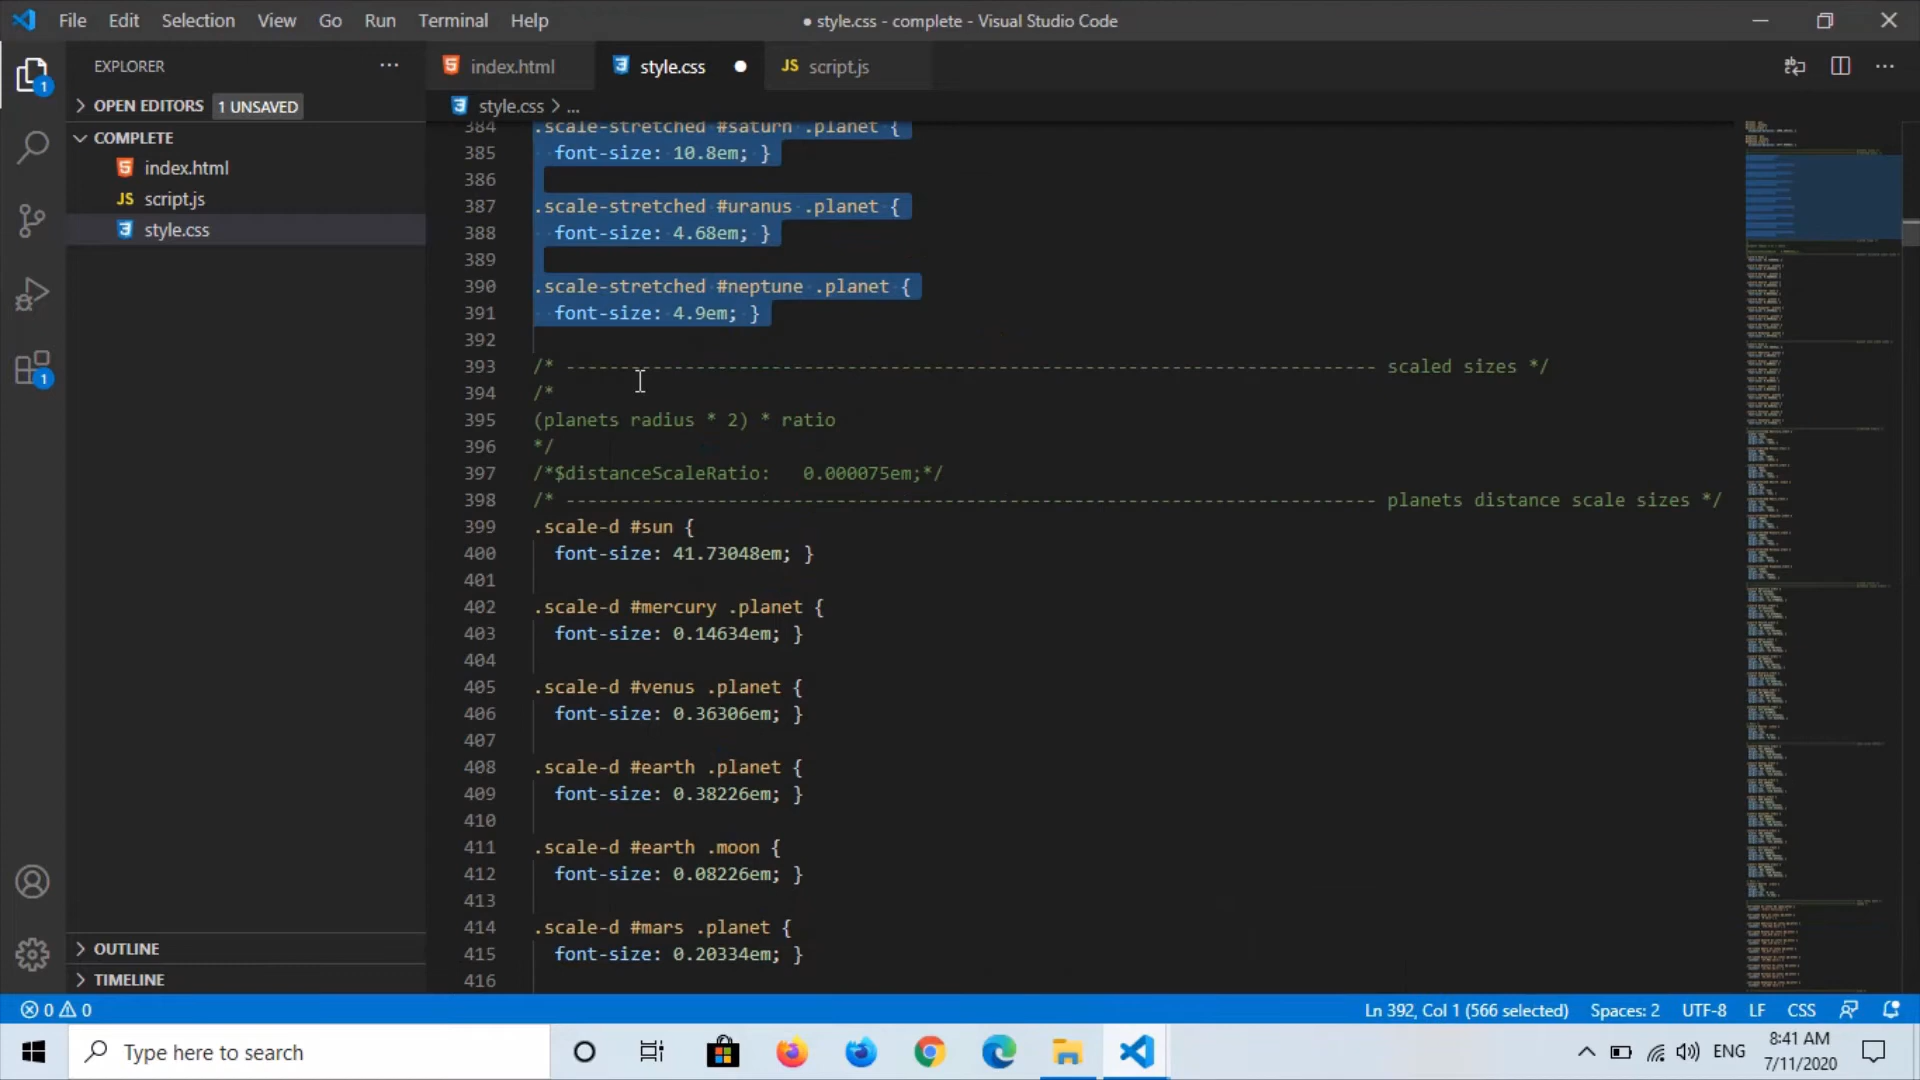 File Edit Selection View Go Run Terminal Help
● style.css - complete - Visual Studio Code
EXPLORER
OPEN EDITORS 1 UNSAVED
COMPLETE
index.html
JS script.js
style.css
OUTLINE
TIMELINE
1
1
index.html
style.css
JS script.js
style.css > ...
384 .scale-stretched #saturn .planet {
385 font-size: 10.8em; }
386
387 .scale-stretched #uranus .planet {
388 font-size: 4.68em; }
389
390 .scale-stretched #neptune .planet {
391 font-size: 4.9em; }
392
393 /* --------------------------------------------------------------------------- scaled sizes */
394 /*
395 (planets radius * 2) * ratio
396 */
397 /*$distanceScaleRatio:   0.000075em;*/
398 /* --------------------------------------------------------------------------- planets distance scale sizes */
399 .scale-d #sun {
400 font-size: 41.73048em; }
401
402 .scale-d #mercury .planet {
403 font-size: 0.14634em; }
404
405 .scale-d #venus .planet {
406 font-size: 0.36306em; }
407
408 .scale-d #earth .planet {
409 font-size: 0.38226em; }
410
411 .scale-d #earth .moon {
412 font-size: 0.08226em; }
413
414 .scale-d #mars .planet {
415 font-size: 0.20334em; }
416
0 0
Ln 392, Col 1 (566 selected) Spaces: 2 UTF-8 LF CSS
Type here to search
ENG
8:41 AM
7/11/2020